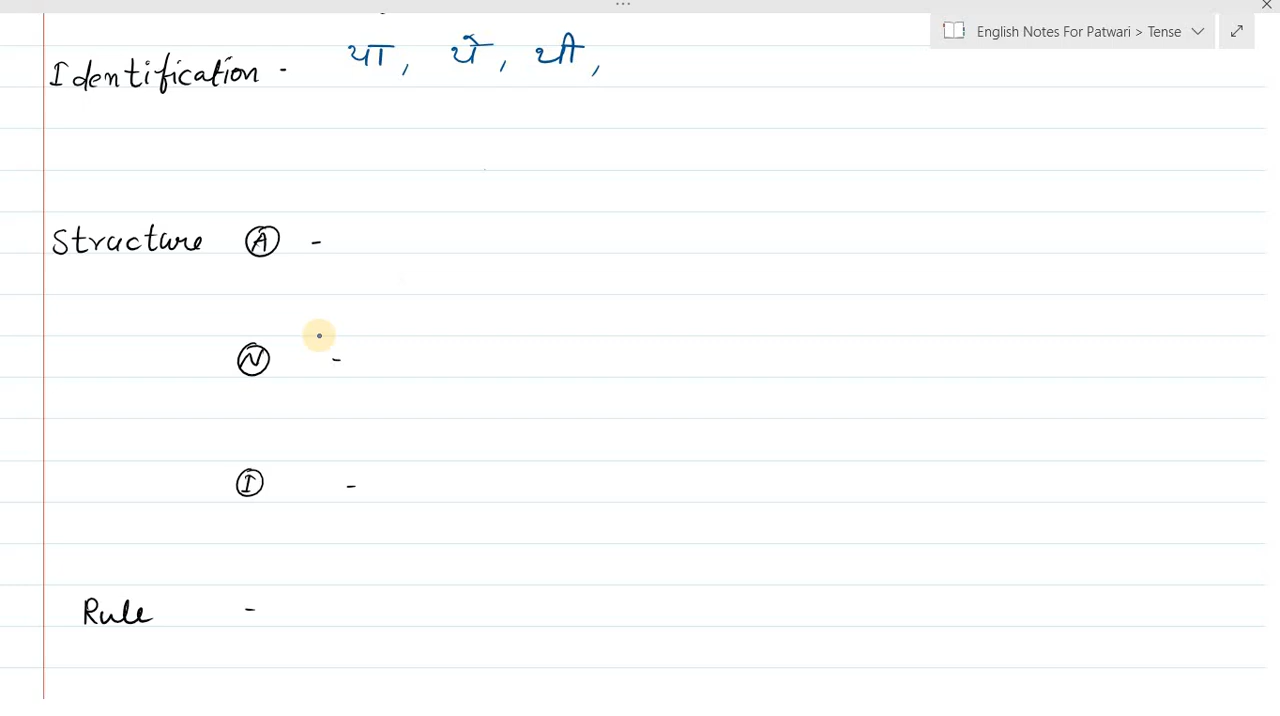 English Notes For Patwari > Tense
Identification - था, थे, थी,
Structure Ⓐ -
Ⓝ -
Ⓘ -
Rule -